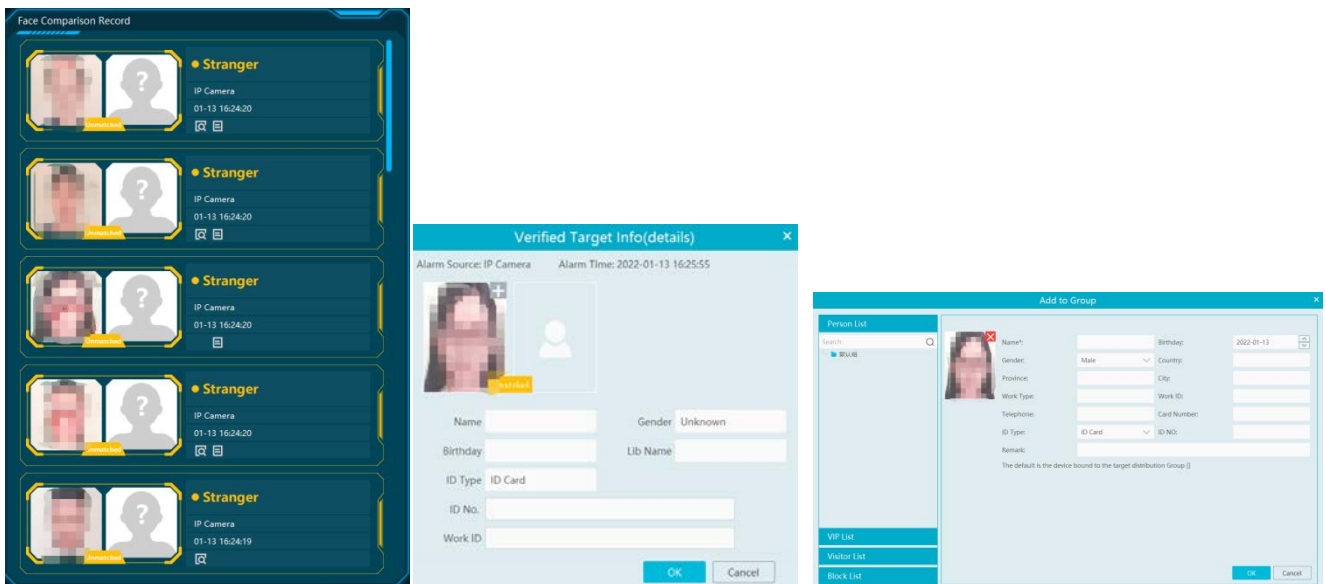 Face Comparison Record
Stranger
IP Camera
01-13 16:24:20
Unmatched
Stranger
IP Camera
01-13 16:24:20
Unmatched
Stranger
IP Camera
01-13 16:24:20
Unmatched
Stranger
IP Camera
01-13 16:24:20
Unmatched
Stranger
IP Camera
01-13 16:24:19
Unmatched
Verified Target Info(details)
Alarm Source: IP Camera Alarm Time: 2022-01-13 16:25:55
Name Gender Unknown
Birthday Lib Name
ID Type ID Card
ID No.
Work ID
OK Cancel
Add to Group
Person List
Search
默认组
VIP List
Visitor List
Block List
Name*: Birthday: 2022-01-13
Gender: Male Country:
Province: City:
Work Type: Work ID:
Telephone: Card Number:
ID Type: ID Card ID NO:
Remark:
The default is the device bound to the target distribution Group []
OK Cancel